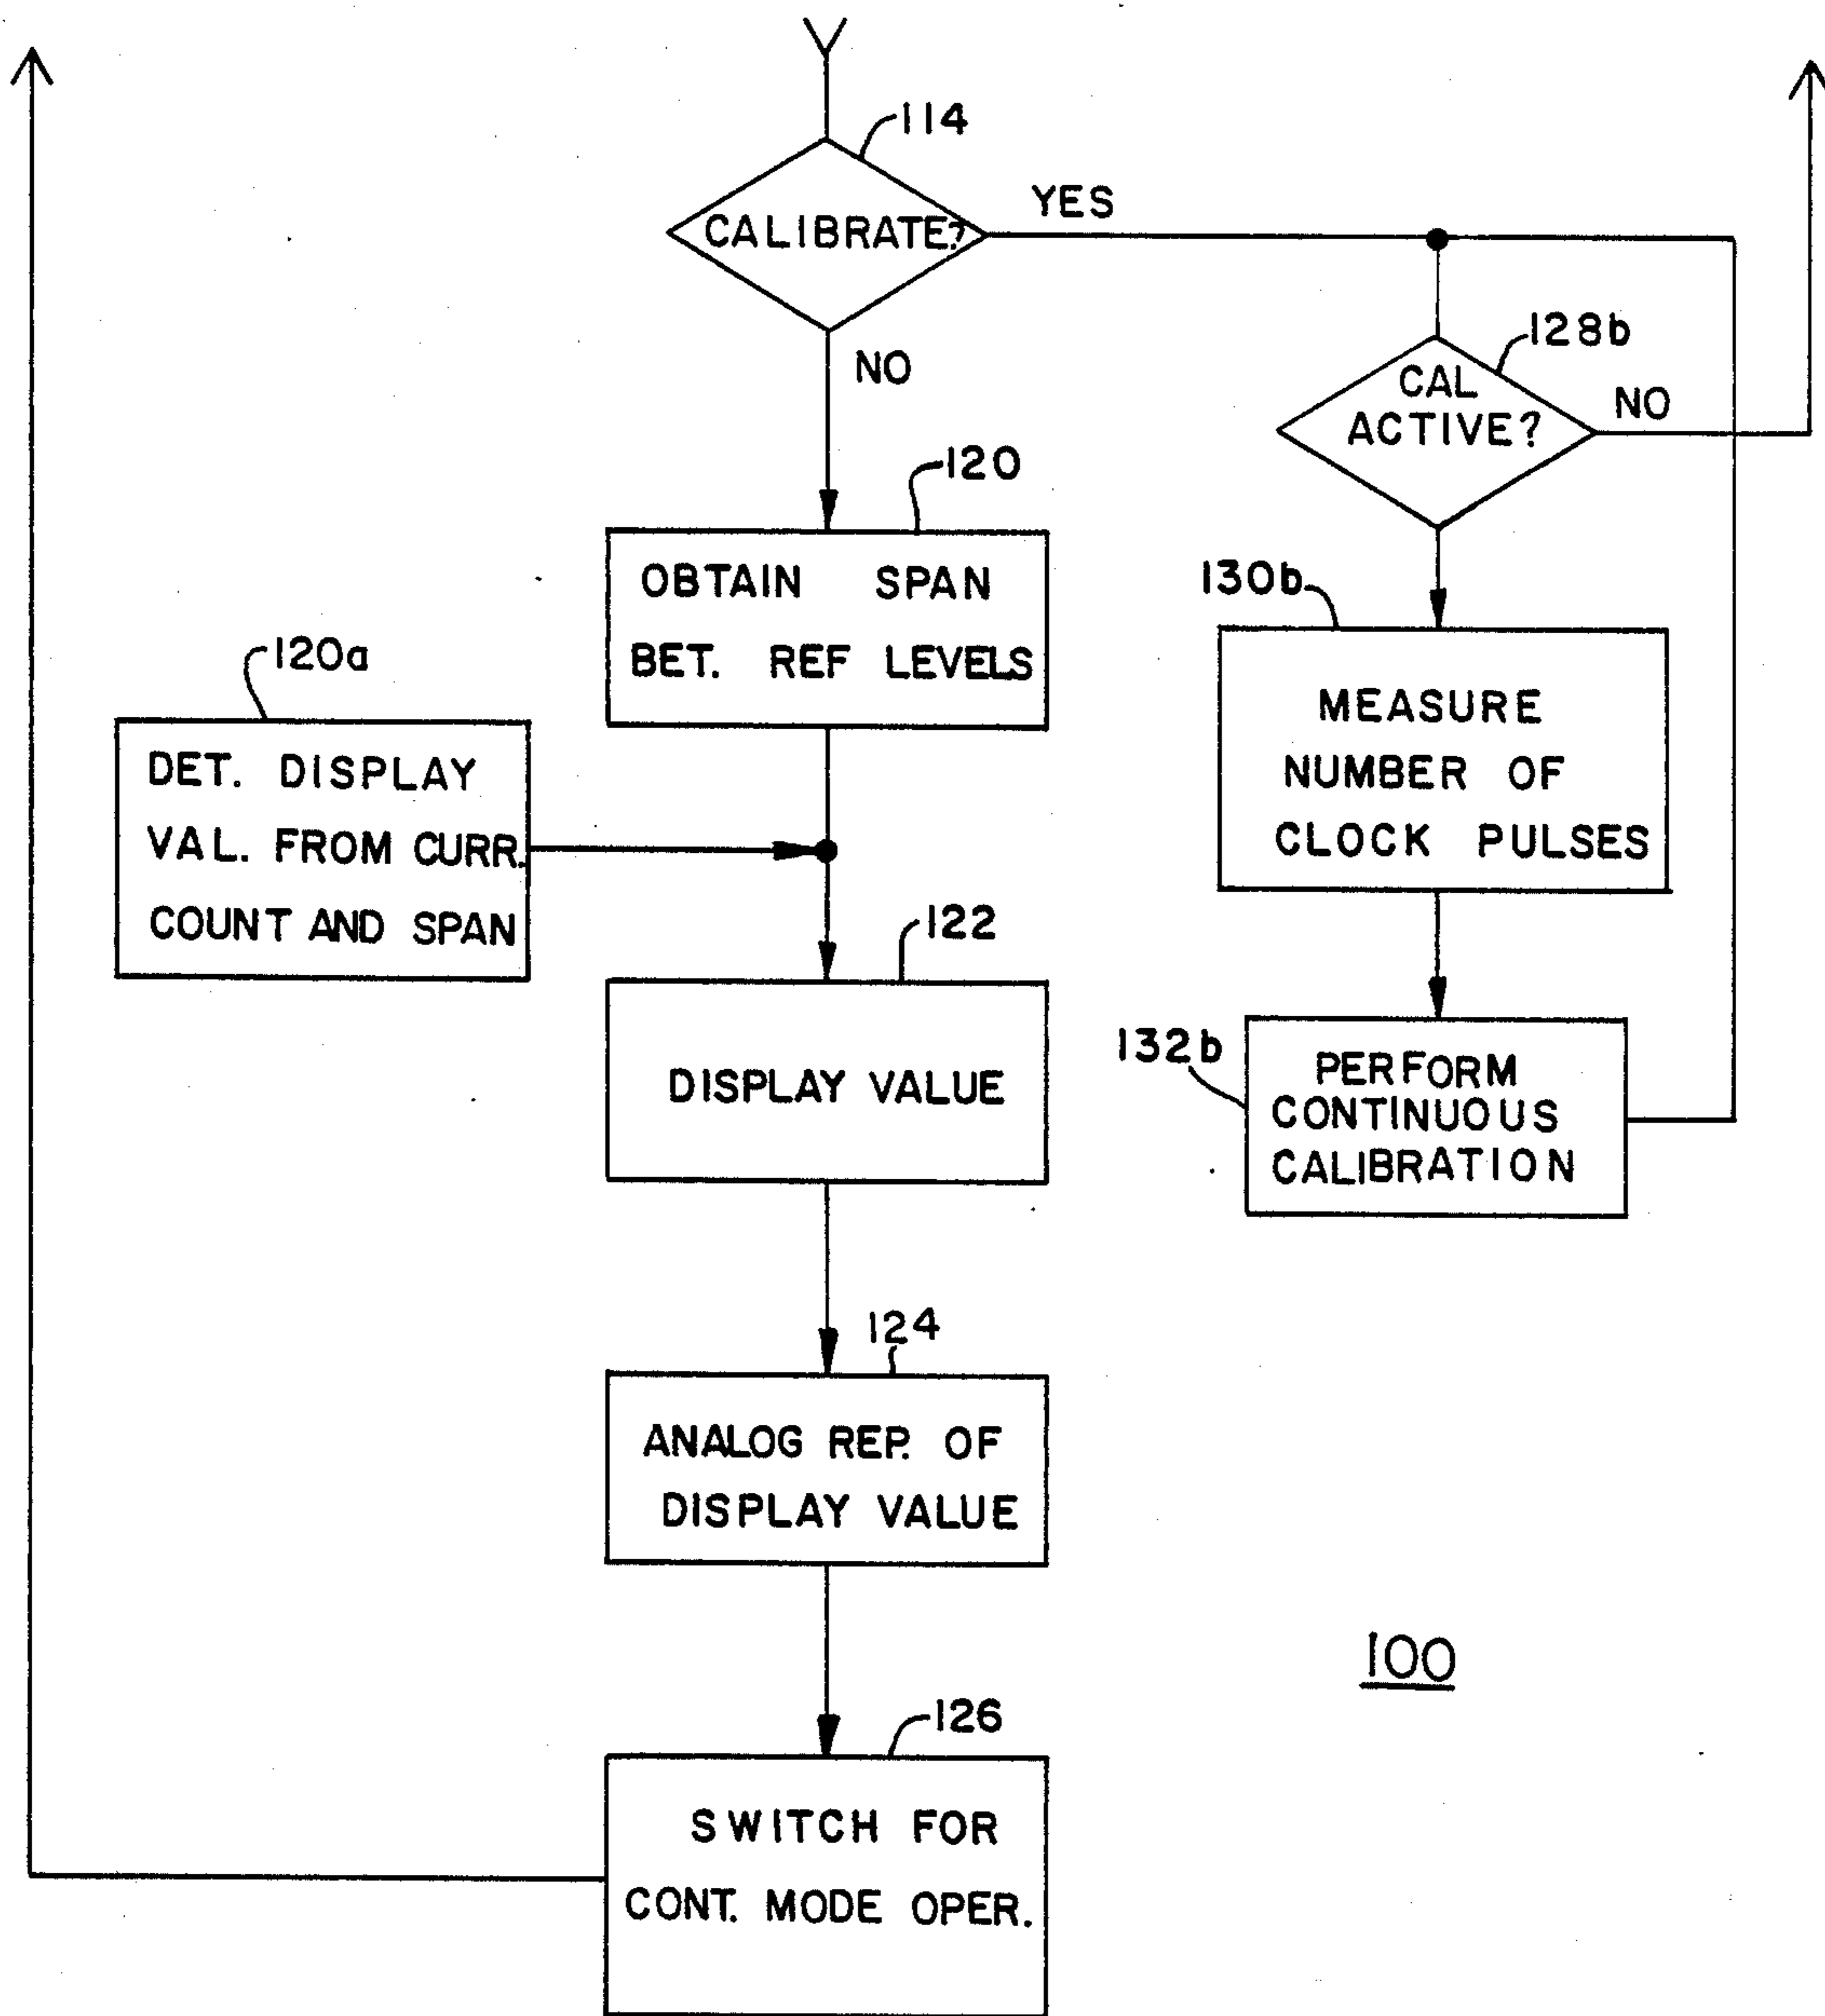 114
CALIBRATE?
YES
NO
128b
CAL
ACTIVE?
NO
120
OBTAIN SPAN
BET. REF LEVELS
130b
MEASURE
NUMBER OF
CLOCK PULSES
120a
DET. DISPLAY
VAL. FROM CURR.
COUNT AND SPAN
122
DISPLAY VALUE
132b
PERFORM
CONTINUOUS
CALIBRATION
124
ANALOG REP. OF
DISPLAY VALUE
100
126
SWITCH FOR
CONT. MODE OPER.